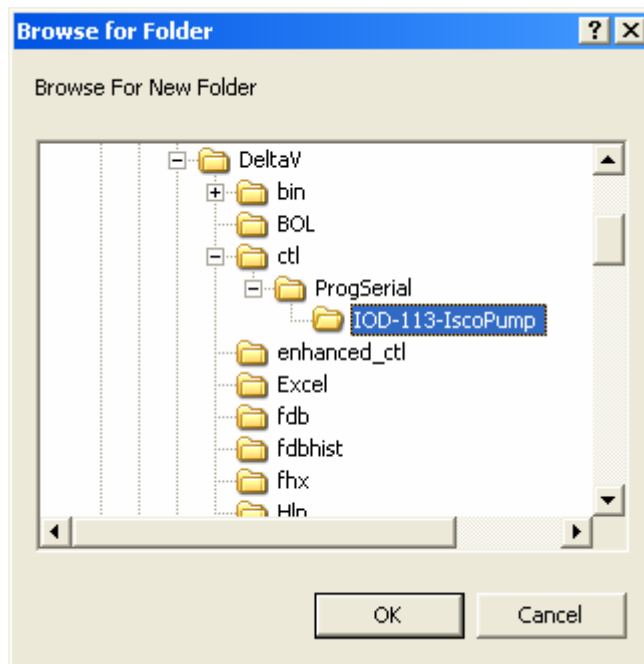 Browse for Folder
Browse For New Folder
DeltaV
bin
BOL
ctl
ProgSerial
IOD-113-IscoPump
enhanced_ctl
Excel
fdb
fdbhist
fhx
Hlp
OK Cancel